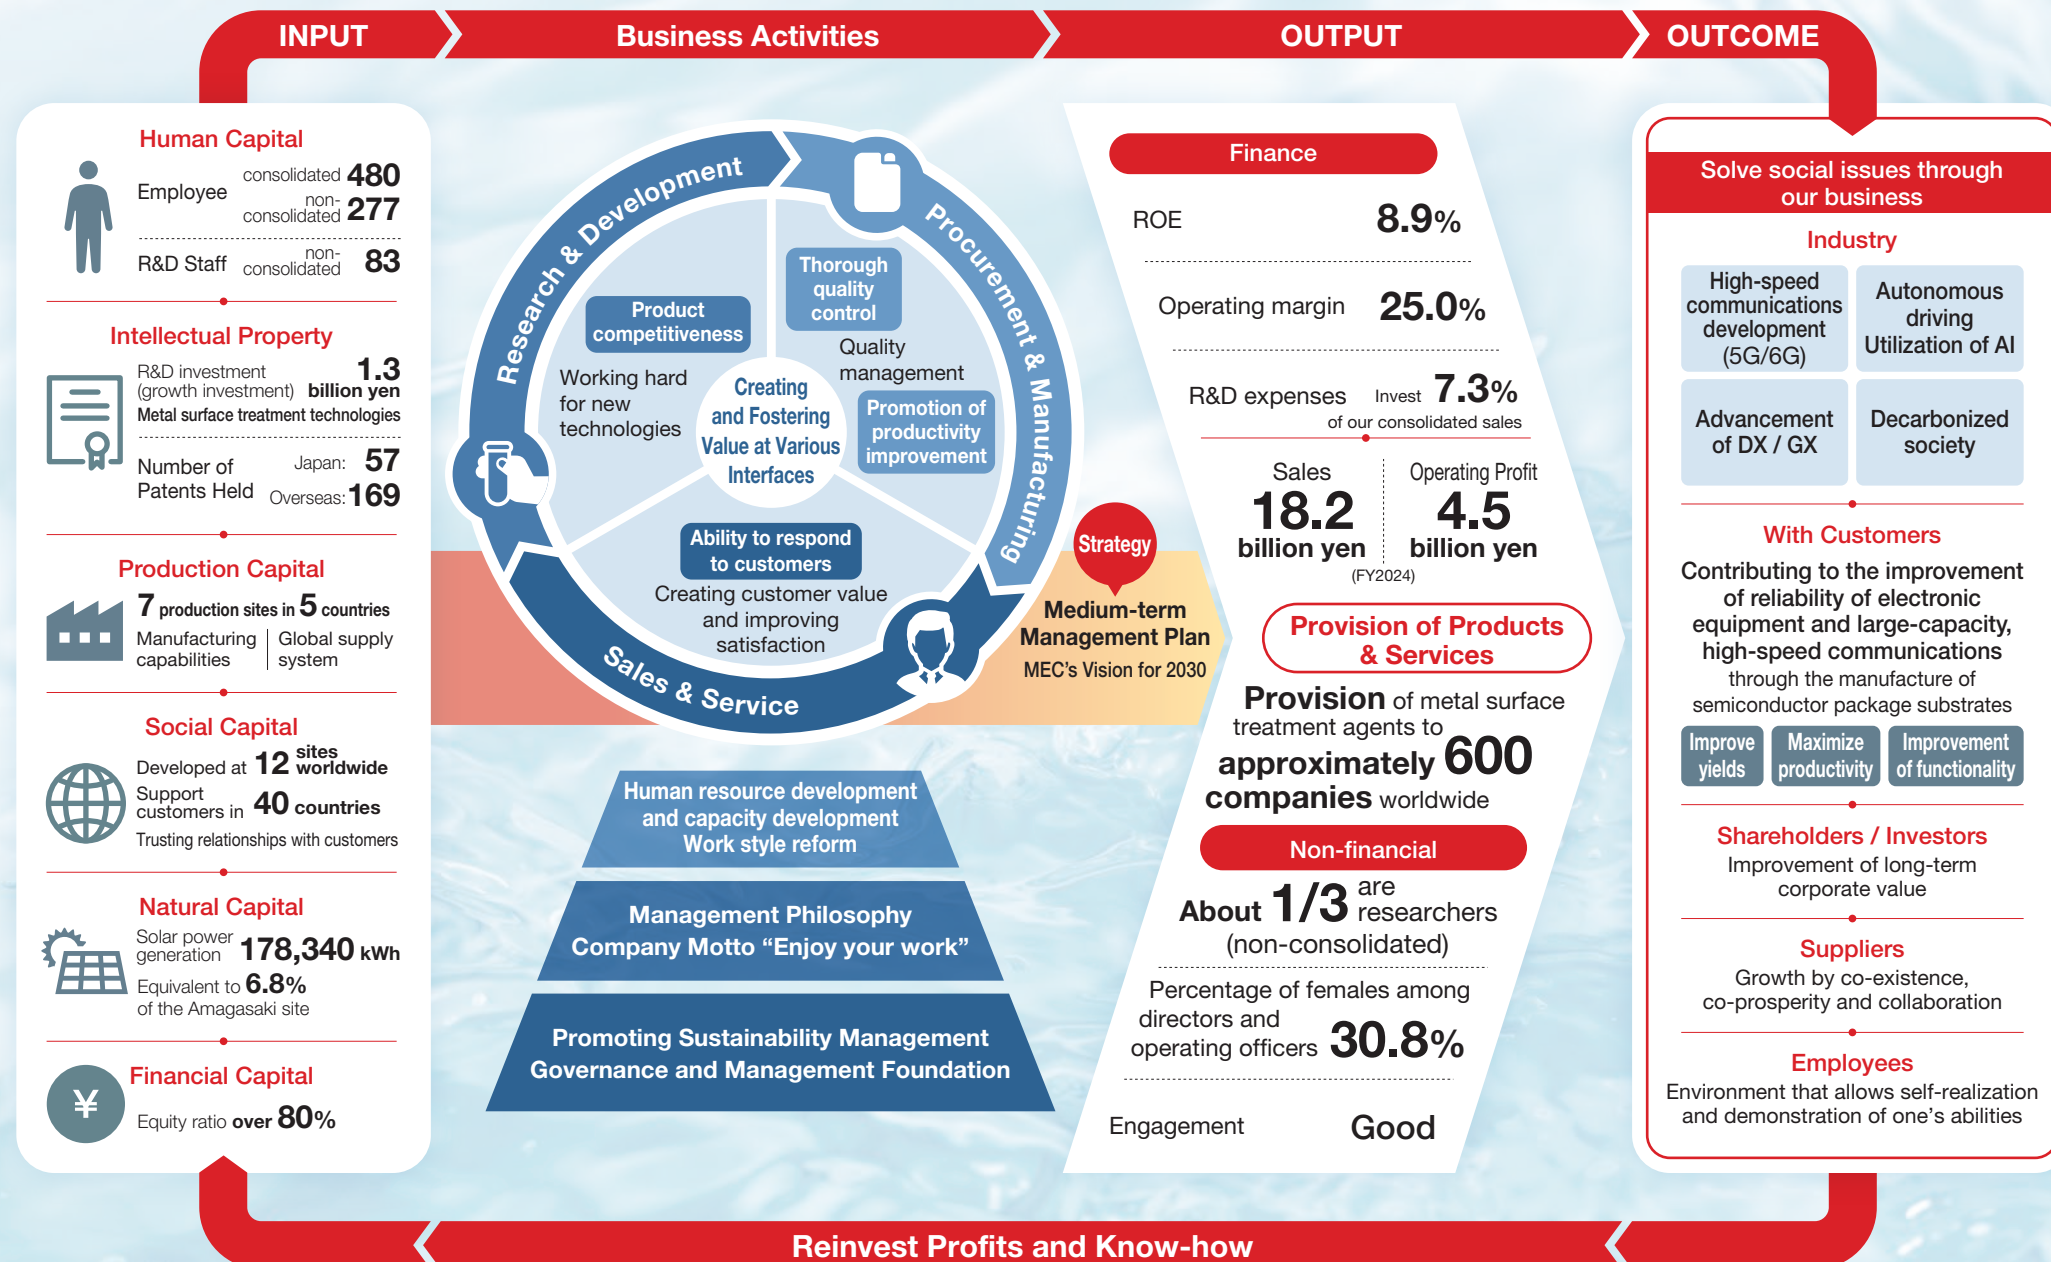 INPUT
Business Activities
OUTPUT
OUTCOME
Human Capital
Employee
consolidated 480
non-
consolidated 277
R&D Staff
non-
consolidated 83
Intellectual Property
R&D investment
(growth investment)
1.3
billion yen
Metal surface treatment technologies
Number of
Patents Held
Japan: 57
Overseas: 169
Production Capital
7 production sites in 5 countries
Manufacturing
capabilities
Global supply
system
Social Capital
Developed at 12 sites
worldwide
Support
customers in 40 countries
Trusting relationships with customers
Natural Capital
Solar power
generation 178,340 kWh
Equivalent to 6.8%
of the Amagasaki site
Financial Capital
¥
Equity ratio over 80%
Research & Development
Procurement & Manufacturing
Sales & Service
Product
competitiveness
Working hard
for new
technologies
Thorough
quality
control
Quality
management
Promotion of
productivity
improvement
Creating
and Fostering
Value at Various
Interfaces
Ability to respond
to customers
Creating customer value
and improving
satisfaction
Strategy
Medium-term
Management Plan
MEC's Vision for 2030
Human resource development
and capacity development
Work style reform
Management Philosophy
Company Motto “Enjoy your work”
Promoting Sustainability Management
Governance and Management Foundation
Finance
ROE 8.9%
Operating margin 25.0%
R&D expenses Invest 7.3%
of our consolidated sales
Sales
18.2
billion yen
Operating Profit
4.5
billion yen
(FY2024)
Provision of Products
& Services
Provision of metal surface
treatment agents to
approximately 600
companies worldwide
Non-financial
About 1/3 are
researchers
(non-consolidated)
Percentage of females among
directors and
operating officers 30.8%
Engagement Good
Solve social issues through
our business
Industry
High-speed
communications
development
(5G/6G)
Autonomous
driving
Utilization of AI
Advancement
of DX / GX
Decarbonized
society
With Customers
Contributing to the improvement
of reliability of electronic
equipment and large-capacity,
high-speed communications
through the manufacture of
semiconductor package substrates
Improve
yields
Maximize
productivity
Improvement
of functionality
Shareholders / Investors
Improvement of long-term
corporate value
Suppliers
Growth by co-existence,
co-prosperity and collaboration
Employees
Environment that allows self-realization
and demonstration of one's abilities
Reinvest Profits and Know-how